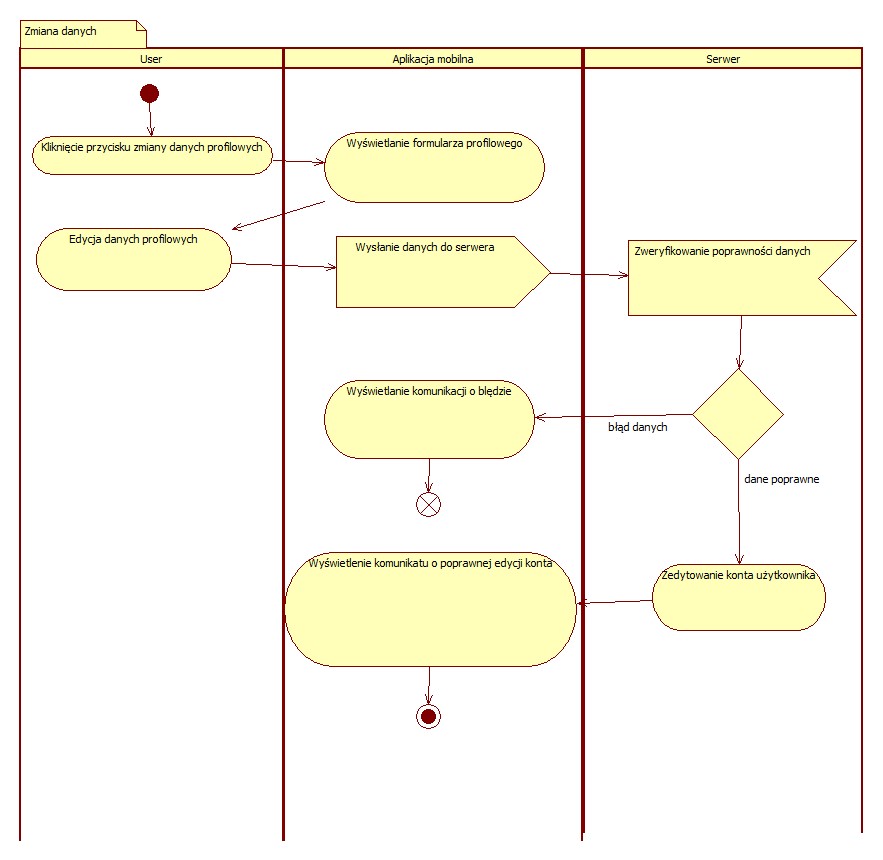 Zmiana danych
User
Aplikacja mobilna
Serwer
Kliknięcie przycisku zmiany danych profilowych
Wyświetlanie formularza profilowego
Edycja danych profilowych
Wysłanie danych do serwera
Zweryfikowanie poprawności danych
Wyświetlanie komunikacji o błędzie
błąd danych
dane poprawne
Wyświetlenie komunikatu o poprawnej edycji konta
Zedytowanie konta użytkownika